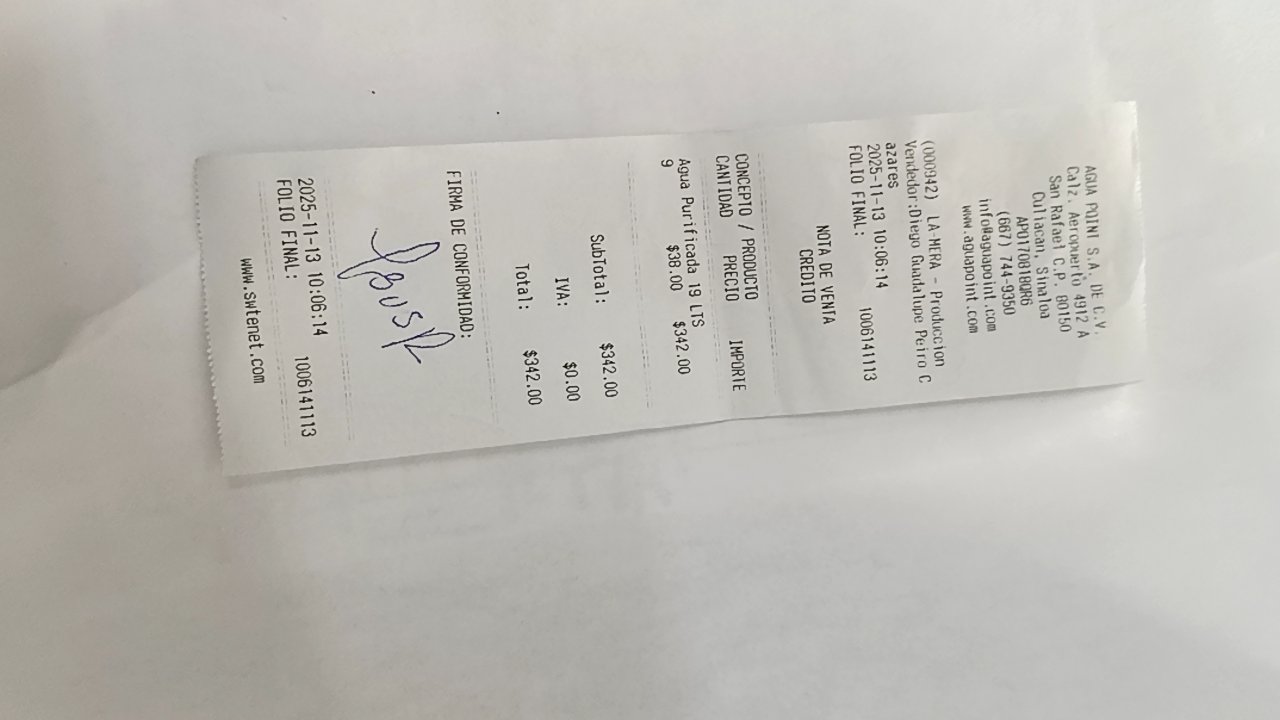 AGUA POINT S.A. DE C.V.
Calz. Aeropuerto 4912 A
San Rafael C.P. 80150
Culiacan, Sinaloa
APO170018QR6
(667) 744-9350
info@aguapoint.com
www.aguapoint.com
(000942) LA-MERA - Produccion
Vendedor:Diego Guadalupe Peiro C
azares
2025-11-13 10:06:14
FOLIO FINAL: 1006141113
NOTA DE VENTA
CREDITO
CONCEPTO / PRODUCTO
CANTIDAD PRECIO IMPORTE
Agua Purificada 19 LTS
9 $38.00 $342.00
SubTotal: $342.00
IVA: $0.00
Total: $342.00
FIRMA DE CONFORMIDAD:
2025-11-13 10:06:14
FOLIO FINAL: 1006141113
www.swtenet.com